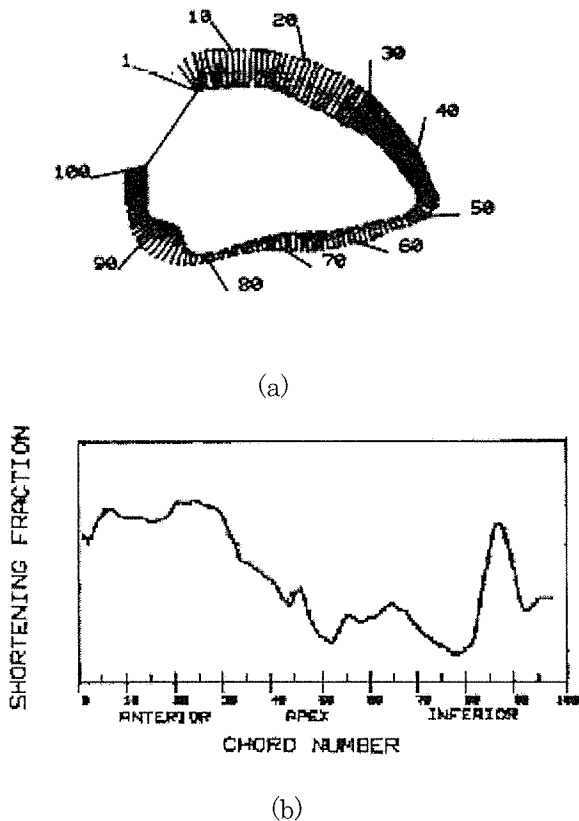 10
20
1
30
40
100
50
60
90
70
80
(a)
SHORTENING FRACTION
0 10 20 30 40 50 60 70 80 90 100
ANTERIOR APEX INFERIOR
CHORD NUMBER
(b)